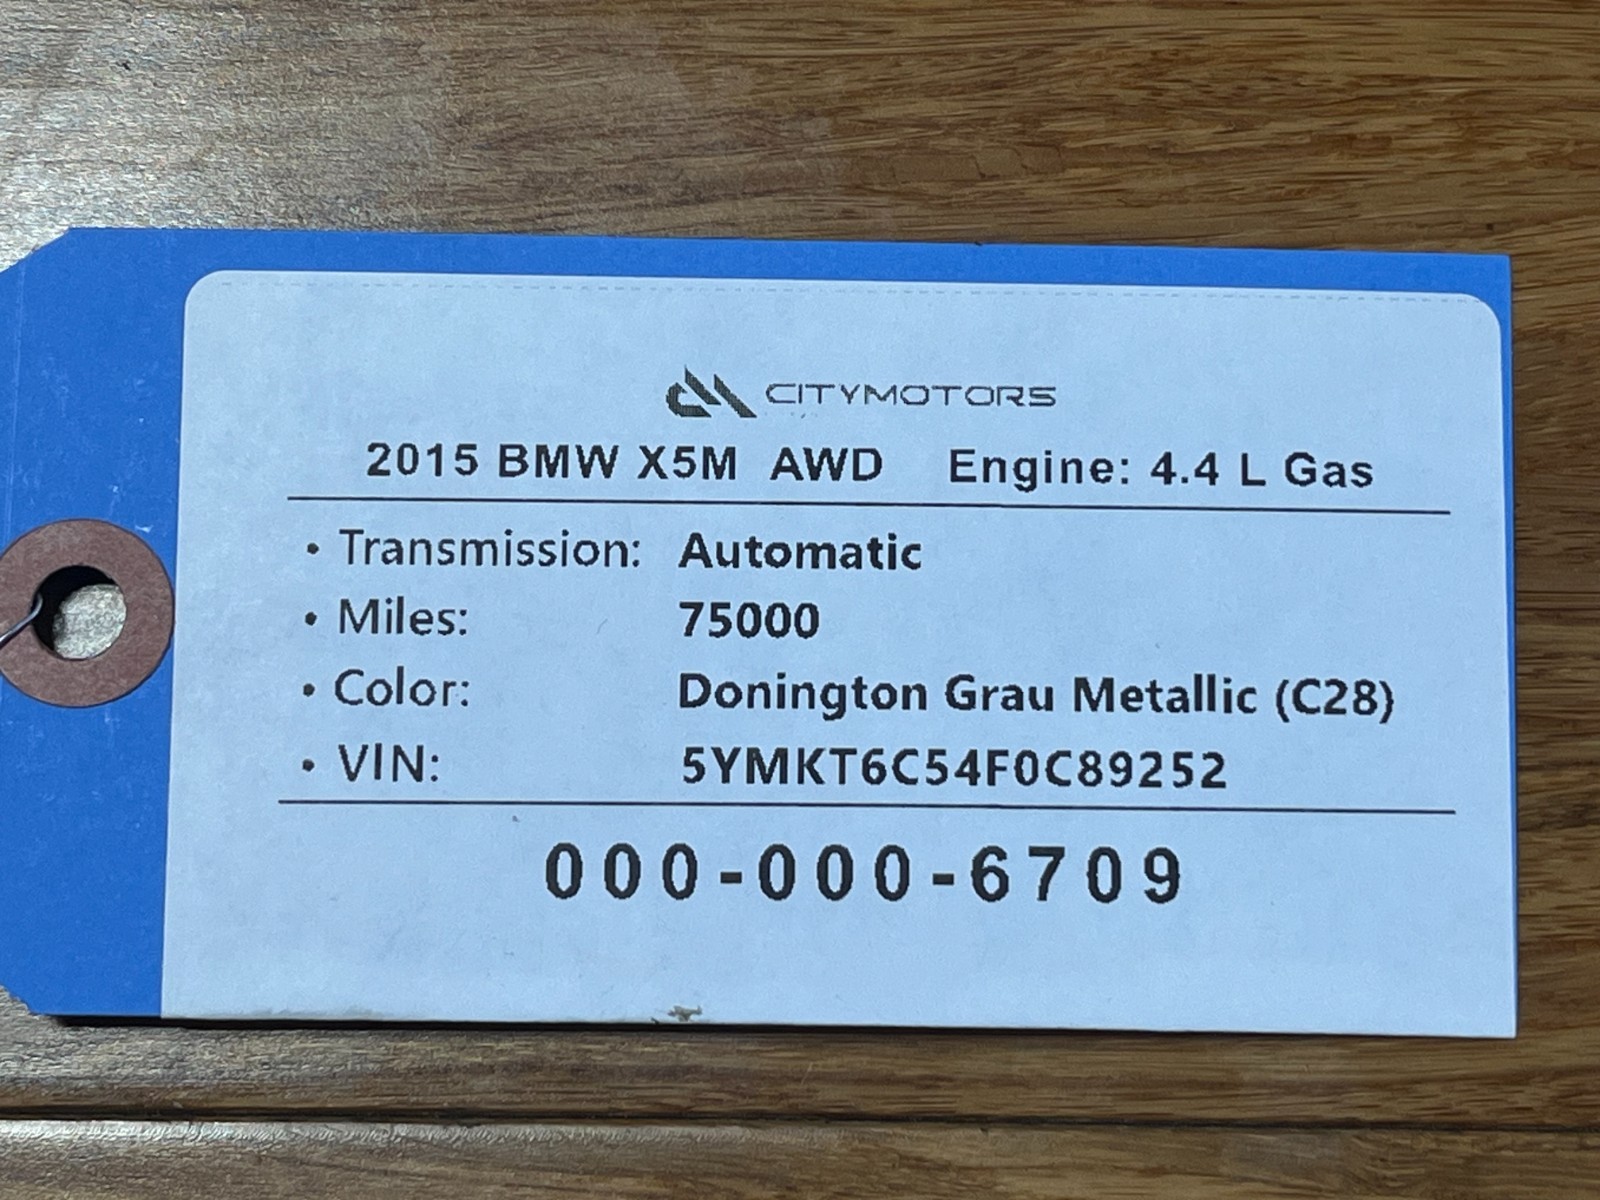 CITYMOTORS
2015 BMW X5M AWD Engine: 4.4 L Gas
• Transmission: Automatic
• Miles: 75000
• Color: Donington Grau Metallic (C28)
• VIN: 5YMKT6C54F0C89252
000-000-6709